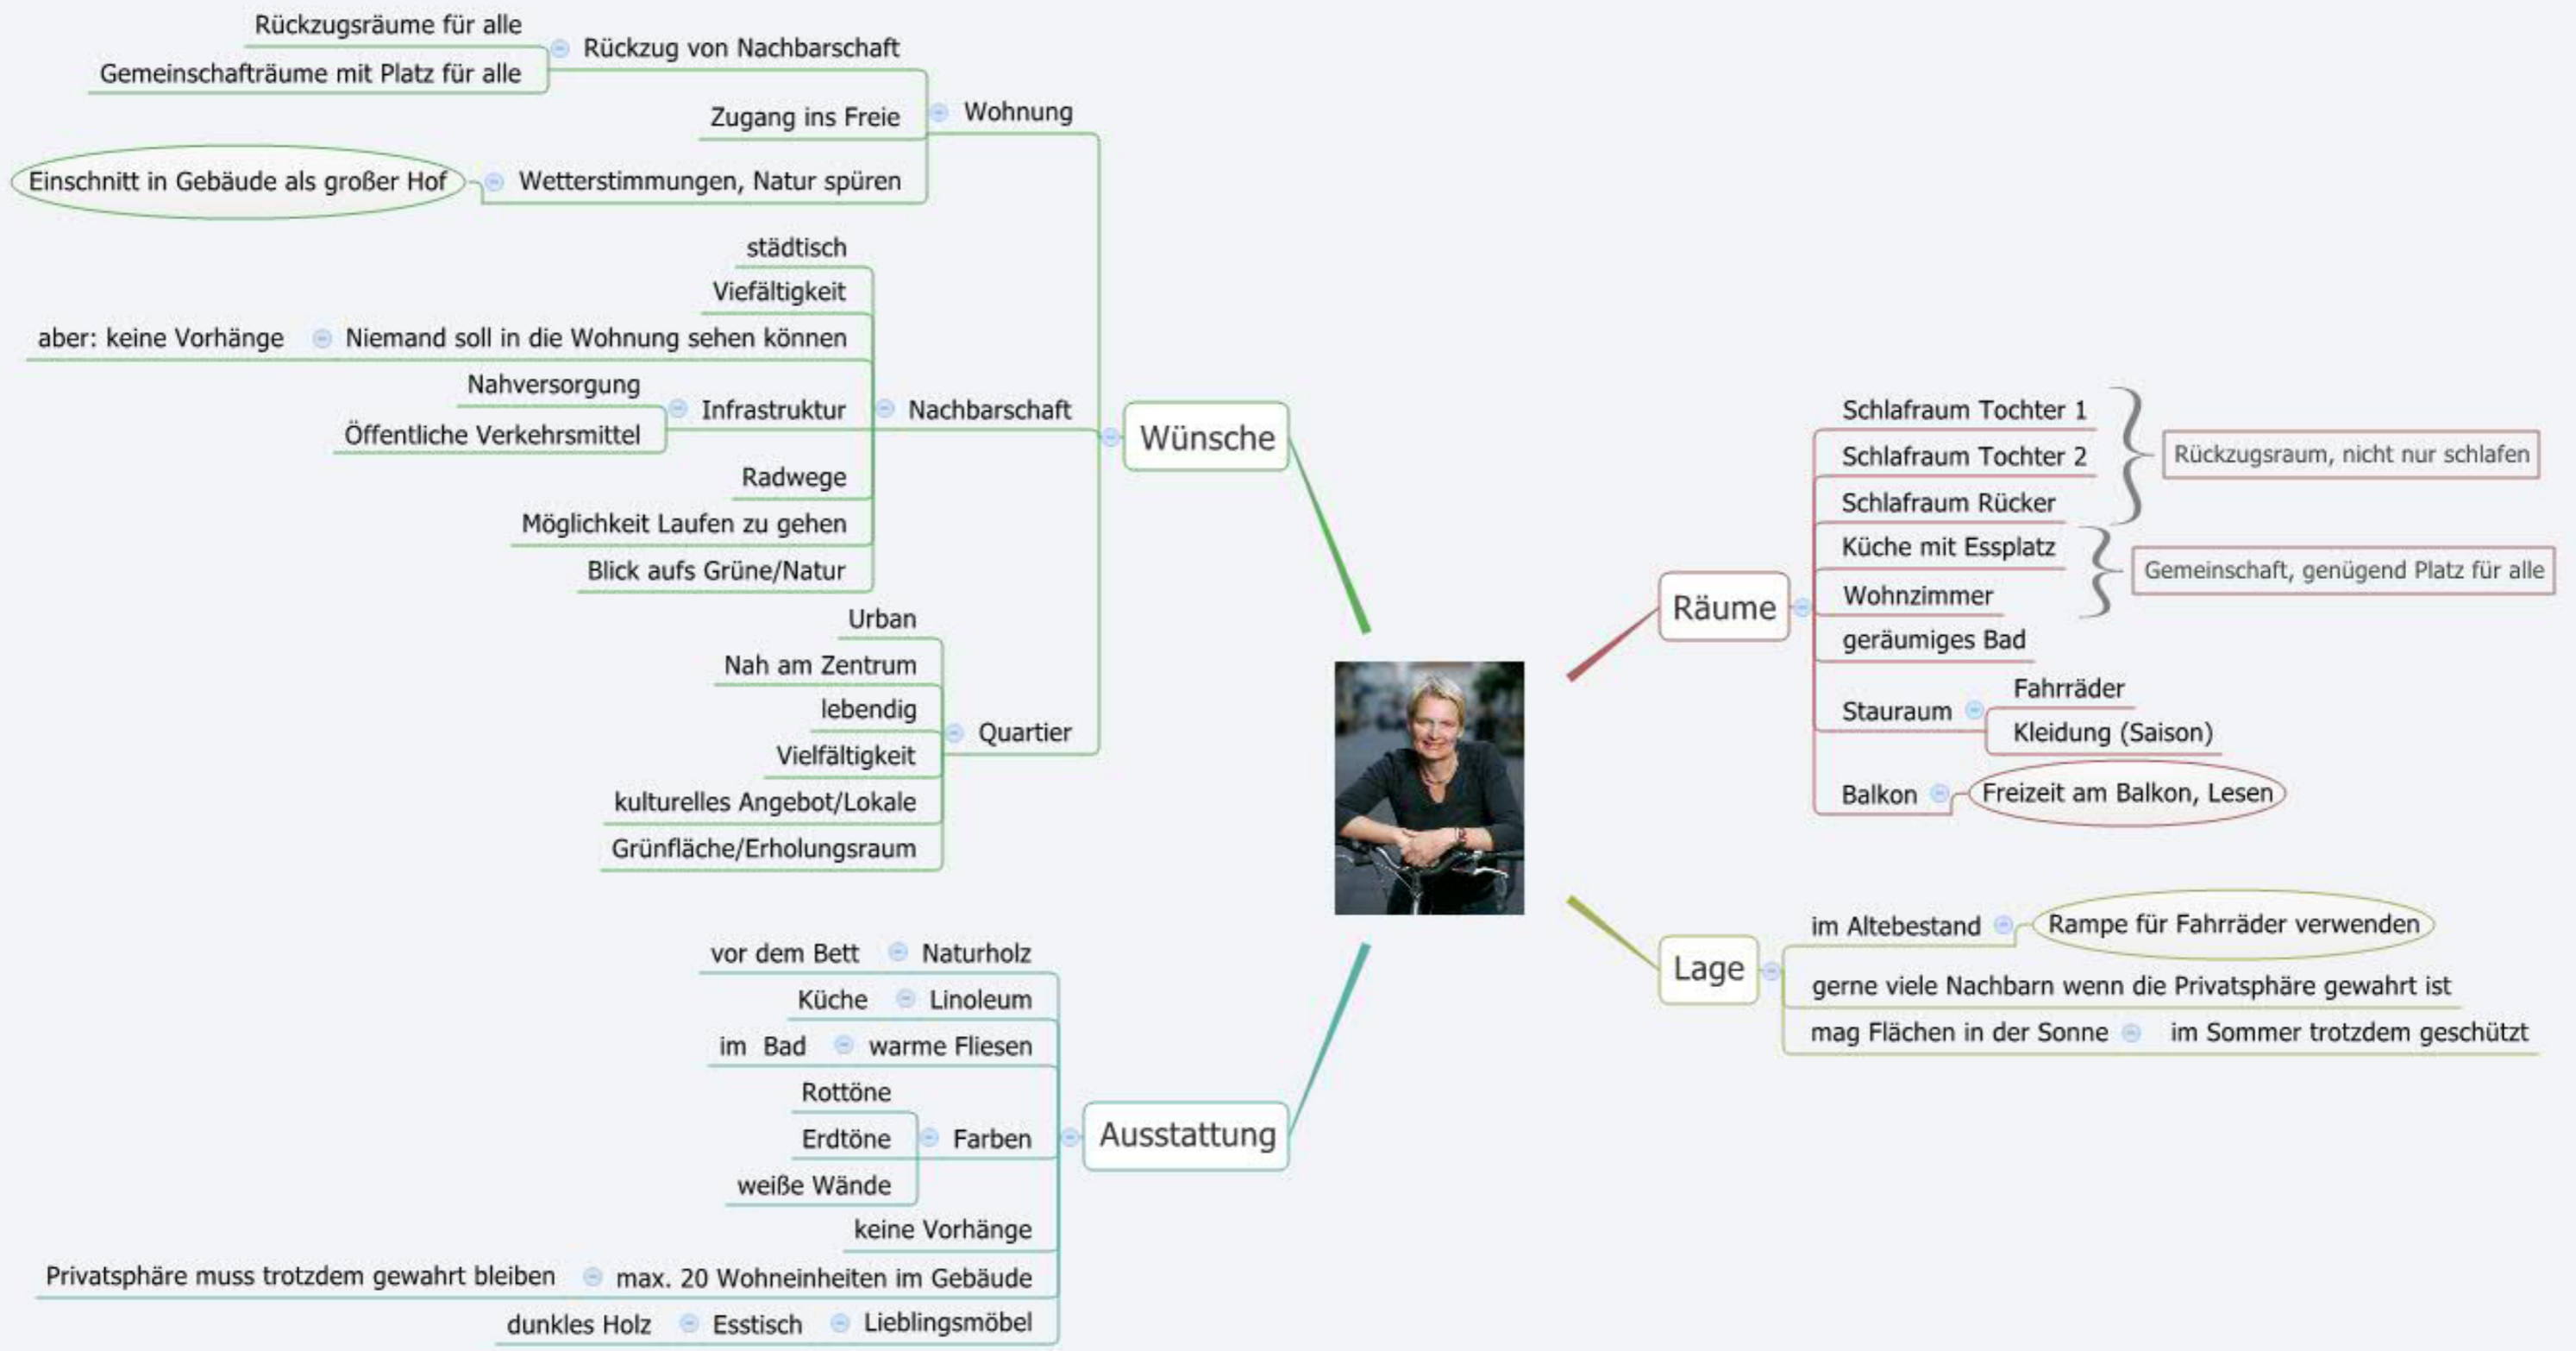 Rückzugsräume für alle
Gemeinschafträume mit Platz für alle
Rückzug von Nachbarschaft
Zugang ins Freie
Wohnung
Einschnitt in Gebäude als großer Hof
Wetterstimmungen, Natur spüren
städtisch
Viefältigkeit
aber: keine Vorhänge
Niemand soll in die Wohnung sehen können
Nahversorgung
Öffentliche Verkehrsmittel
Infrastruktur
Nachbarschaft
Radwege
Möglichkeit Laufen zu gehen
Blick aufs Grüne/Natur
Wünsche
Urban
Nah am Zentrum
lebendig
Vielfältigkeit
Quartier
kulturelles Angebot/Lokale
Grünfläche/Erholungsraum
vor dem Bett
Naturholz
Küche
Linoleum
im Bad
warme Fliesen
Rottöne
Erdtöne
weiße Wände
Farben
Ausstattung
keine Vorhänge
Privatsphäre muss trotzdem gewahrt bleiben
max. 20 Wohneinheiten im Gebäude
dunkles Holz
Esstisch
Lieblingsmöbel
Räume
Schlafraum Tochter 1
Schlafraum Tochter 2
Schlafraum Rücker
Rückzugsraum, nicht nur schlafen
Küche mit Essplatz
Wohnzimmer
Gemeinschaft, genügend Platz für alle
geräumiges Bad
Stauraum
Fahrräder
Kleidung (Saison)
Balkon
Freizeit am Balkon, Lesen
Lage
im Altebestand
Rampe für Fahrräder verwenden
gerne viele Nachbarn wenn die Privatsphäre gewahrt ist
mag Flächen in der Sonne
im Sommer trotzdem geschützt